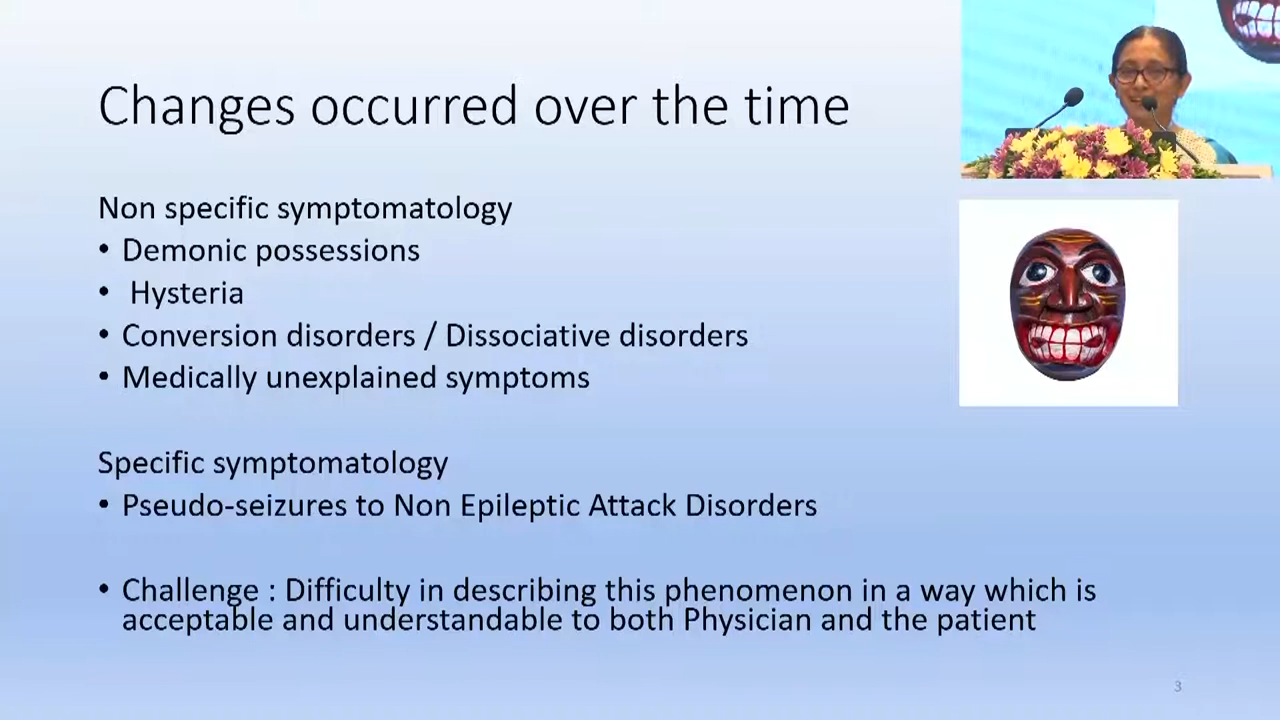 Changes occurred over the time
Non specific symptomatology
• Demonic possessions
• Hysteria
• Conversion disorders / Dissociative disorders
• Medically unexplained symptoms
Specific symptomatology
• Pseudo-seizures to Non Epileptic Attack Disorders
• Challenge : Difficulty in describing this phenomenon in a way which is
acceptable and understandable to both Physician and the patient
3